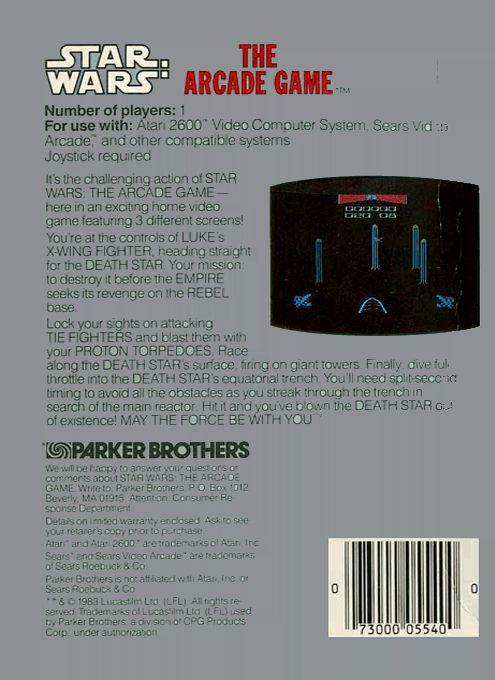 STAR
WARS
THE
ARCADE GAME™
Number of players: 1
For use with: Atari 2600™ Video Computer System, Sears Video
Arcade,™ and other compatible systems
Joystick required
It's the challenging action of STAR
WARS: THE ARCADE GAME—
here in an exciting home video
game featuring 3 different screens!
You're at the controls of LUKE's
X-WING FIGHTER, heading straight
for the DEATH STAR. Your mission:
to destroy it before the EMPIRE
seeks its revenge on the REBEL
base.
Lock your sights on attacking
TIE FIGHTERS and blast them with
your PROTON TORPEDOES. Race
along the DEATH STAR's surface, firing on giant towers. Finally, dive full
throttle into the DEATH STAR's equatorial trench. You'll need split-second
timing to avoid all the obstacles as you streak through the trench in
search of the main reactor. Hit it and you've blown the DEATH STAR out
of existence! MAY THE FORCE BE WITH YOU™
PARKER BROTHERS
We will be happy to answer your questions or
comments about STAR WARS: THE ARCADE
GAME. Write to: Parker Brothers, P.O. Box 1012,
Beverly, MA 01915. Attention: Consumer Re-
sponse Department.
Details on limited warranty enclosed. Ask to see
your retailer's copy prior to purchase.
Atari™ and Atari 2600™ are trademarks of Atari, Inc.
Sears™ and Sears Video Arcade™ are trademarks
of Sears Roebuck & Co.
Parker Brothers is not affiliated with Atari, Inc. or
Sears Roebuck & Co.
™ & © 1983 Lucasfilm Ltd. (LFL). All rights re-
served. Trademarks of Lucasfilm Ltd. (LFL) used
by Parker Brothers, a division of CPG Products
Corp., under authorization.
000000
020 08
0 73000 05540 0